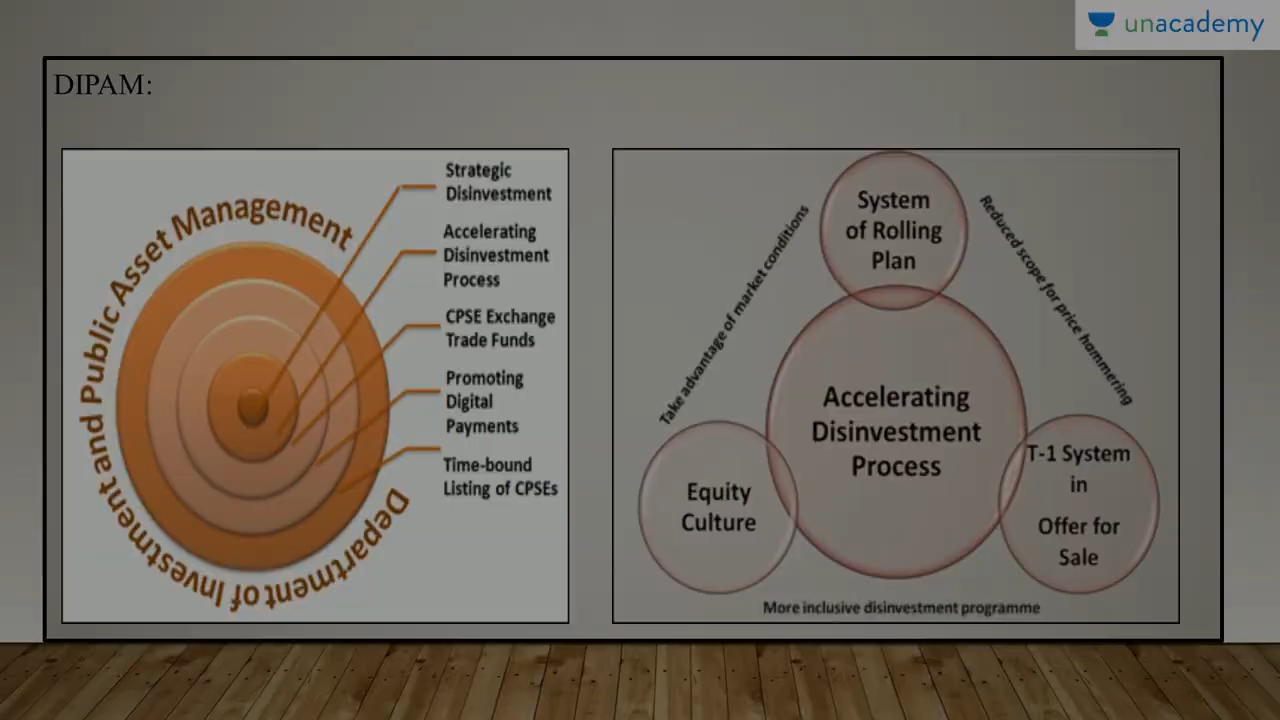 unacademy
DIPAM:
Department of Investment and Public Asset Management
Strategic
Disinvestment
Accelerating
Disinvestment
Process
CPSE Exchange
Trade Funds
Promoting
Digital
Payments
Time-bound
Listing of CPSEs
System
of Rolling
Plan
Take advantage of market conditions
Reduced scope for price hammering
Accelerating
Disinvestment
Process
Equity
Culture
T-1 System
in
Offer for
Sale
More inclusive disinvestment programme